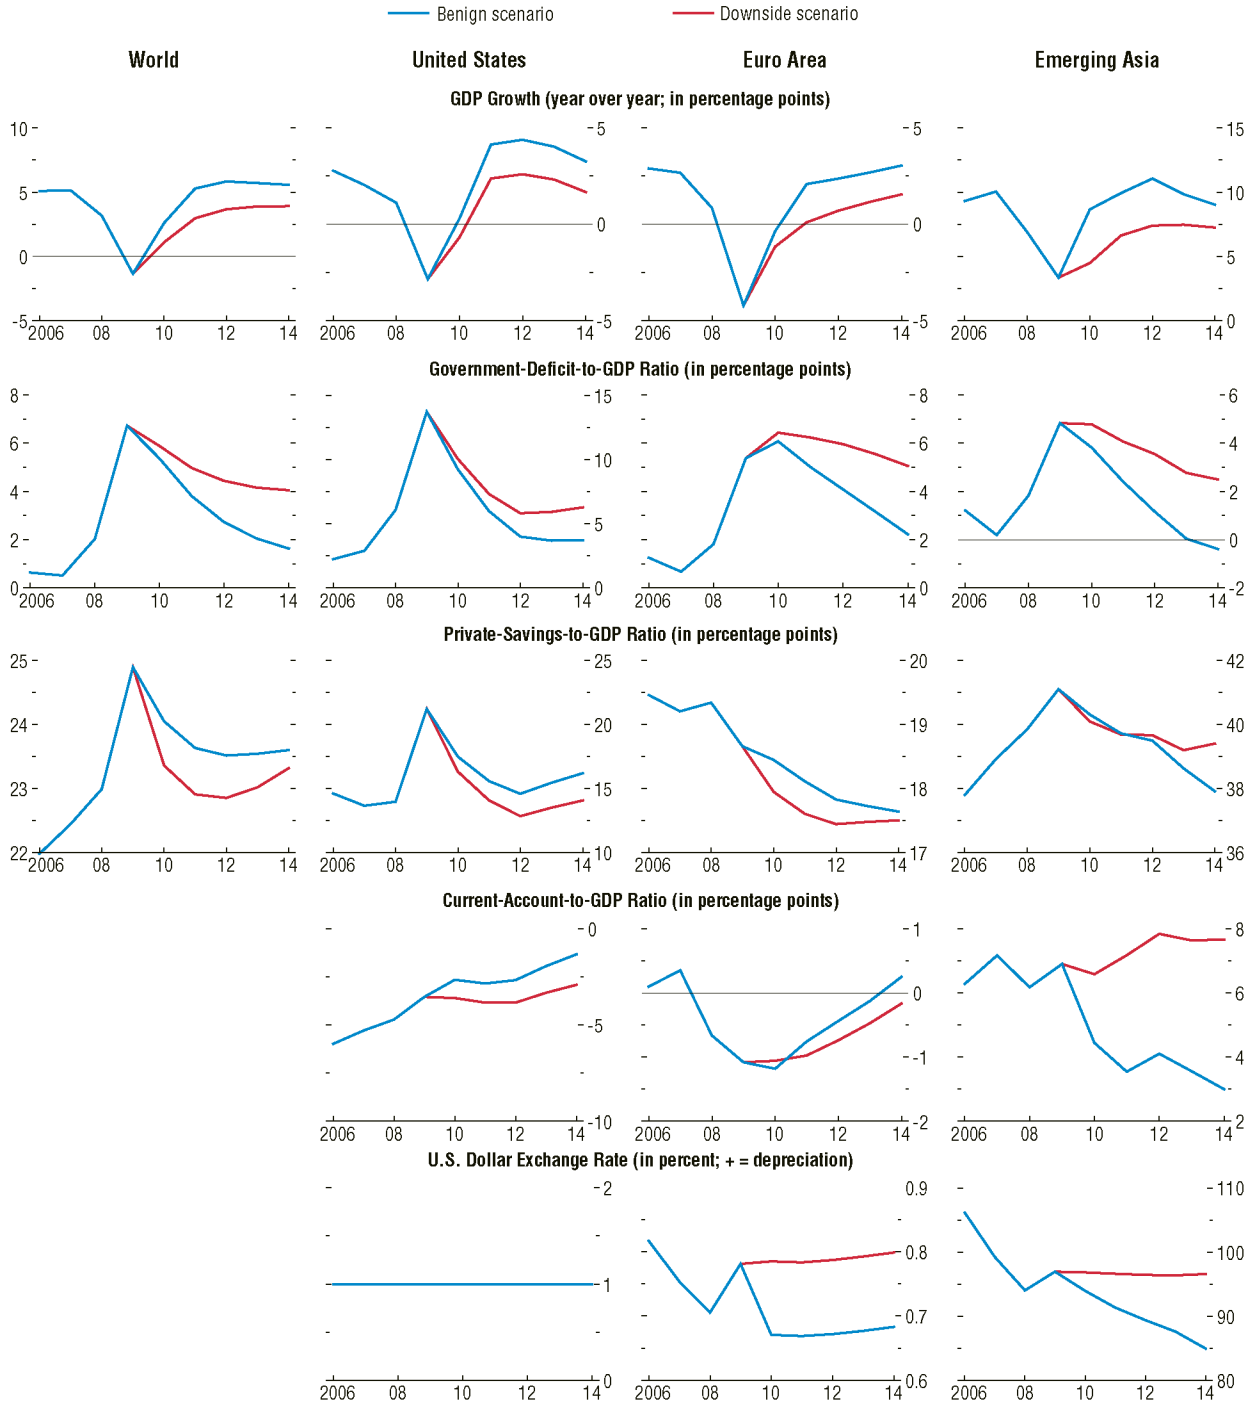 Benign scenario Downside scenario
World United States Euro Area Emerging Asia
GDP Growth (year over year; in percentage points)
10 5 5 15
5 0 0 10
0 5
-5 -5 -5 0
2006 08 10 12 14 2006 08 10 12 14 2006 08 10 12 14 2006 08 10 12 14
Government-Deficit-to-GDP Ratio (in percentage points)
8 15 8 6
6 10 6 4
4 4 2
2 5 2 0
0 0 0 -2
2006 08 10 12 14 2006 08 10 12 14 2006 08 10 12 14 2006 08 10 12 14
Private-Savings-to-GDP Ratio (in percentage points)
25 25 20 42
24 20 19 40
23 15 18 38
22 10 17 36
2006 08 10 12 14 2006 08 10 12 14 2006 08 10 12 14 2006 08 10 12 14
Current-Account-to-GDP Ratio (in percentage points)
0 1 8
0 6
-5 -1 4
-10 -2 2
2006 08 10 12 14 2006 08 10 12 14 2006 08 10 12 14
U.S. Dollar Exchange Rate (in percent; + = depreciation)
2 0.9 110
0.8 100
1 0.7 90
0 0.6 80
2006 08 10 12 14 2006 08 10 12 14 2006 08 10 12 14